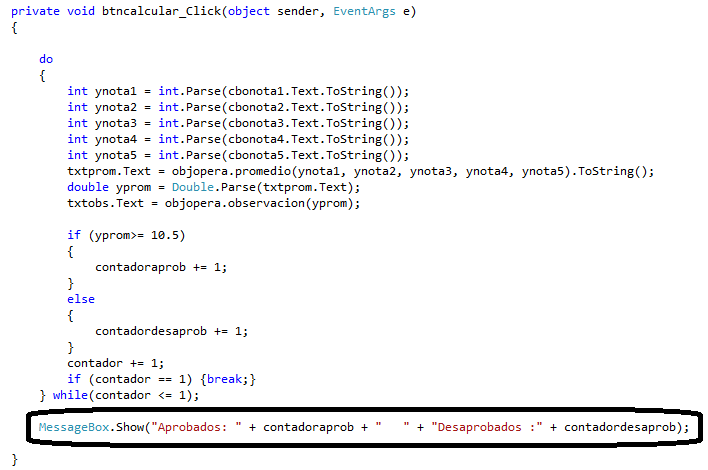 private void btncalcular_Click(object sender, EventArgs e)
{
do
{
int ynota1 = int.Parse(cbonota1.Text.ToString());
int ynota2 = int.Parse(cbonota2.Text.ToString());
int ynota3 = int.Parse(cbonota3.Text.ToString());
int ynota4 = int.Parse(cbonota4.Text.ToString());
int ynota5 = int.Parse(cbonota5.Text.ToString());
txtprom.Text = objopera.promedio(ynota1, ynota2, ynota3, ynota4, ynota5).ToString();
double yprom = Double.Parse(txtprom.Text);
txtobs.Text = objopera.observacion(yprom);
if (yprom>= 10.5)
{
contadoraprob += 1;
}
else
{
contadordesaprob += 1;
}
contador += 1;
if (contador == 1) {break;}
} while(contador <= 1);
MessageBox.Show("Aprobados: " + contadoraprob + "   " + "Desaprobados :" + contadordesaprob);
}